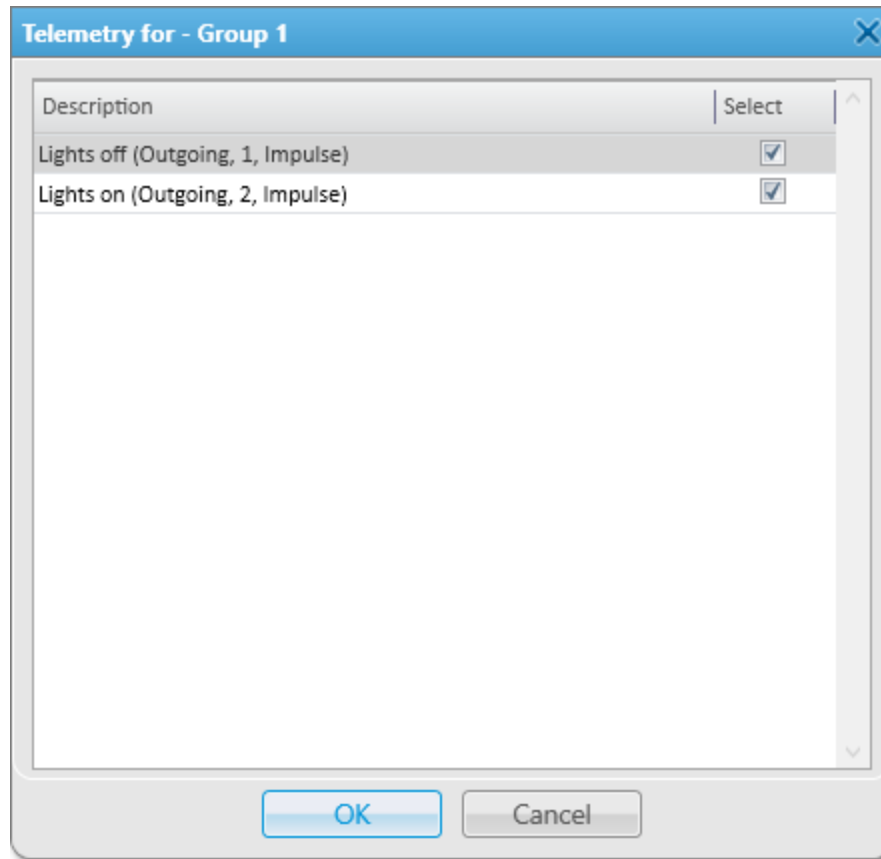 Telemetry for - Group 1
Description Select
Lights off (Outgoing, 1, Impulse)
Lights on (Outgoing, 2, Impulse)
OK Cancel